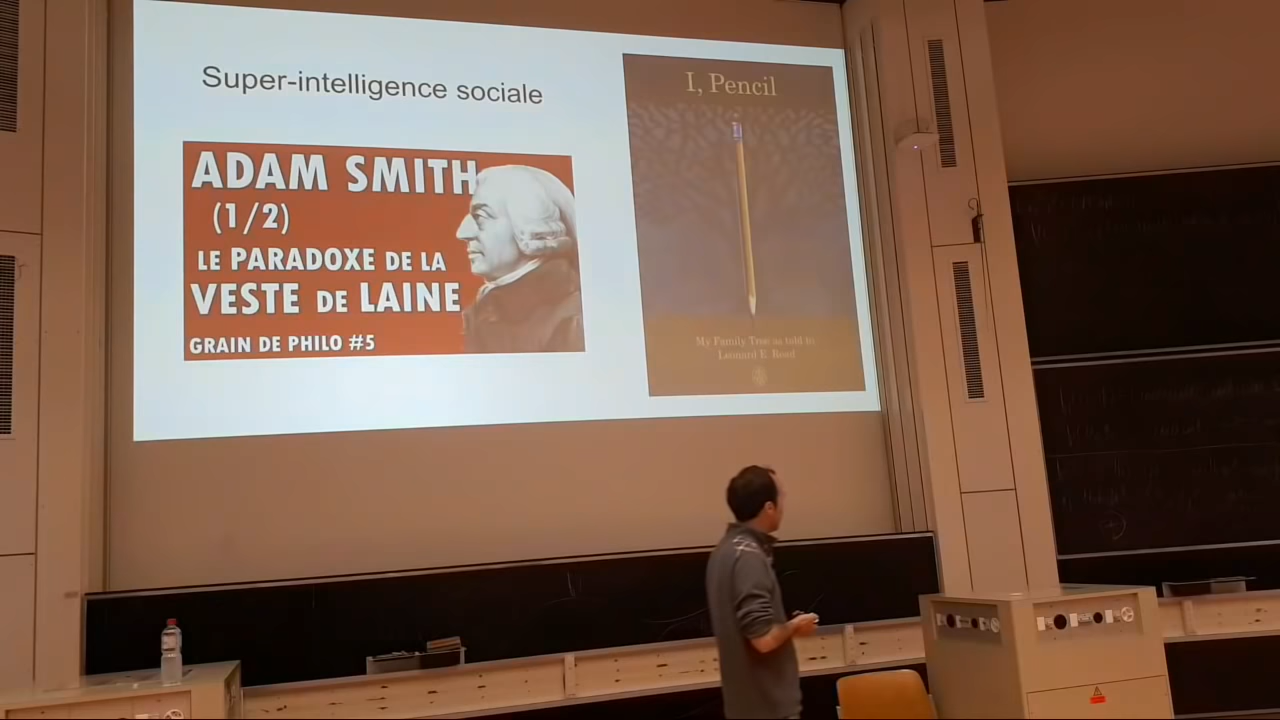 Super-intelligence sociale
ADAM SMITH
(1/2)
LE PARADOXE DE LA
VESTE DE LAINE
GRAIN DE PHILO #5
I, Pencil
My Family Tree as told to
Leonard E. Read